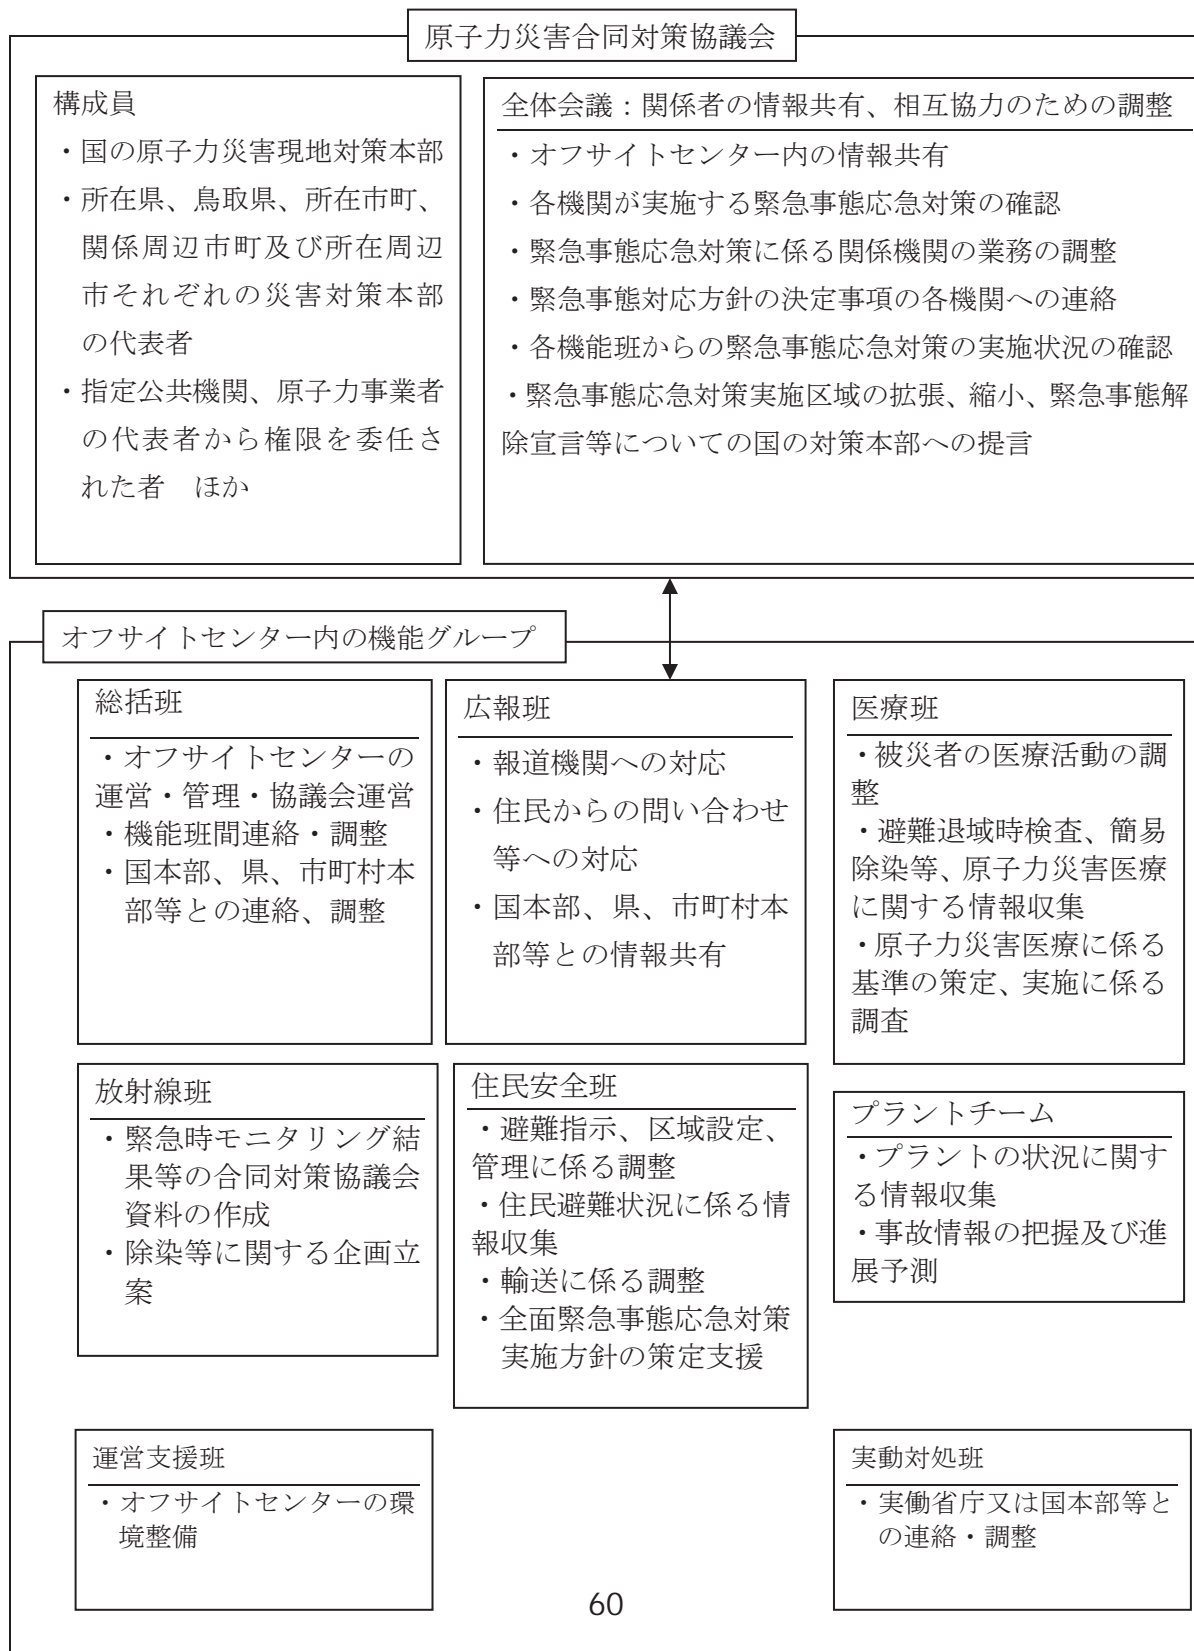 原子力災害合同対策協議会
構成員
・国の原子力災害現地対策本部
・所在県、鳥取県、所在市町、
関係周辺市町及び所在周辺
市それぞれの災害対策本部
の代表者
・指定公共機関、原子力事業者
の代表者から権限を委任さ
れた者　ほか
全体会議：関係者の情報共有、相互協力のための調整
・オフサイトセンター内の情報共有
・各機関が実施する緊急事態応急対策の確認
・緊急事態応急対策に係る関係機関の業務の調整
・緊急事態対応方針の決定事項の各機関への連絡
・各機能班からの緊急事態応急対策の実施状況の確認
・緊急事態応急対策実施区域の拡張、縮小、緊急事態解
除宣言等についての国の対策本部への提言
オフサイトセンター内の機能グループ
総括班
・オフサイトセンターの
運営・管理・協議会運営
・機能班間連絡・調整
・国本部、県、市町村本
部等との連絡、調整
広報班
・報道機関への対応
・住民からの問い合わせ
等への対応
・国本部、県、市町村本
部等との情報共有
医療班
・被災者の医療活動の調
整
・避難退域時検査、簡易
除染等、原子力災害医療
に関する情報収集
・原子力災害医療に係る
基準の策定、実施に係る
調査
放射線班
・緊急時モニタリング結
果等の合同対策協議会
資料の作成
・除染等に関する企画立
案
住民安全班
・避難指示、区域設定、
管理に係る調整
・住民避難状況に係る情
報収集
・輸送に係る調整
・全面緊急事態応急対策
実施方針の策定支援
プラントチーム
・プラントの状況に関す
る情報収集
・事故情報の把握及び進
展予測
運営支援班
・オフサイトセンターの環
境整備
実動対処班
・実働省庁又は国本部等と
の連絡・調整
60